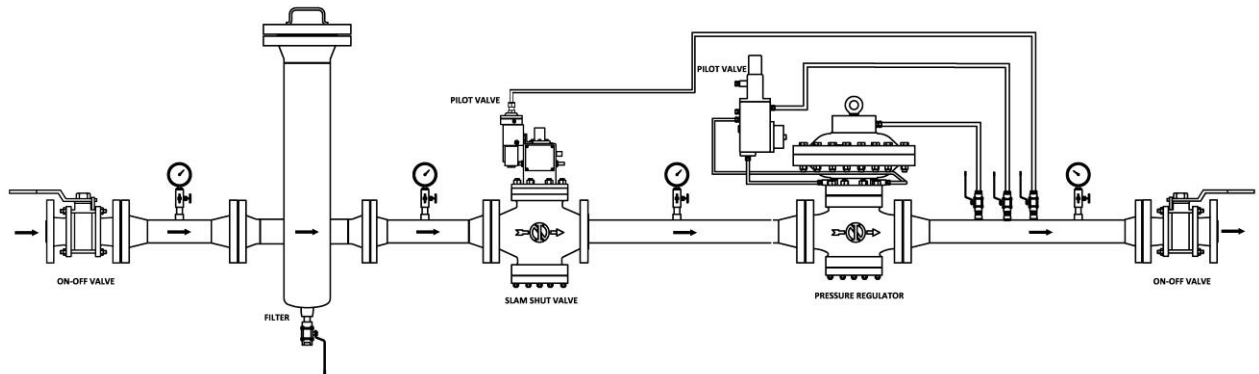 PILOT VALVE
PILOT VALVE
ON-OFF VALVE
FILTER
SLAM SHUT VALVE
PRESSURE REGULATOR
ON-OFF VALVE